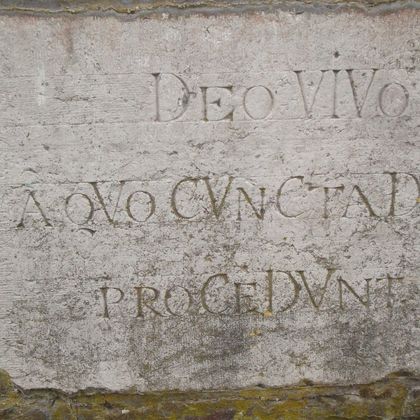 DEO VIVO
A QVO CVNCTA D
PROCEDVNT